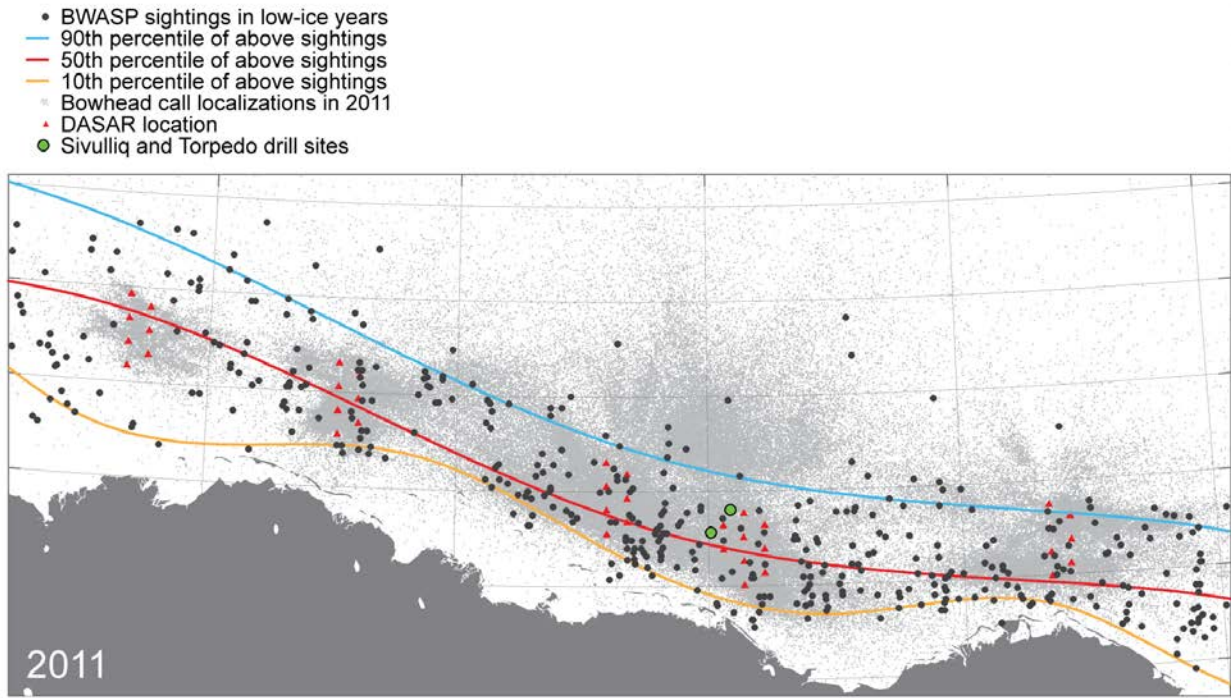 BWASP sightings in low-ice years
90th percentile of above sightings
50th percentile of above sightings
10th percentile of above sightings
Bowhead call localizations in 2011
DASAR location
Sivulliq and Torpedo drill sites
2011